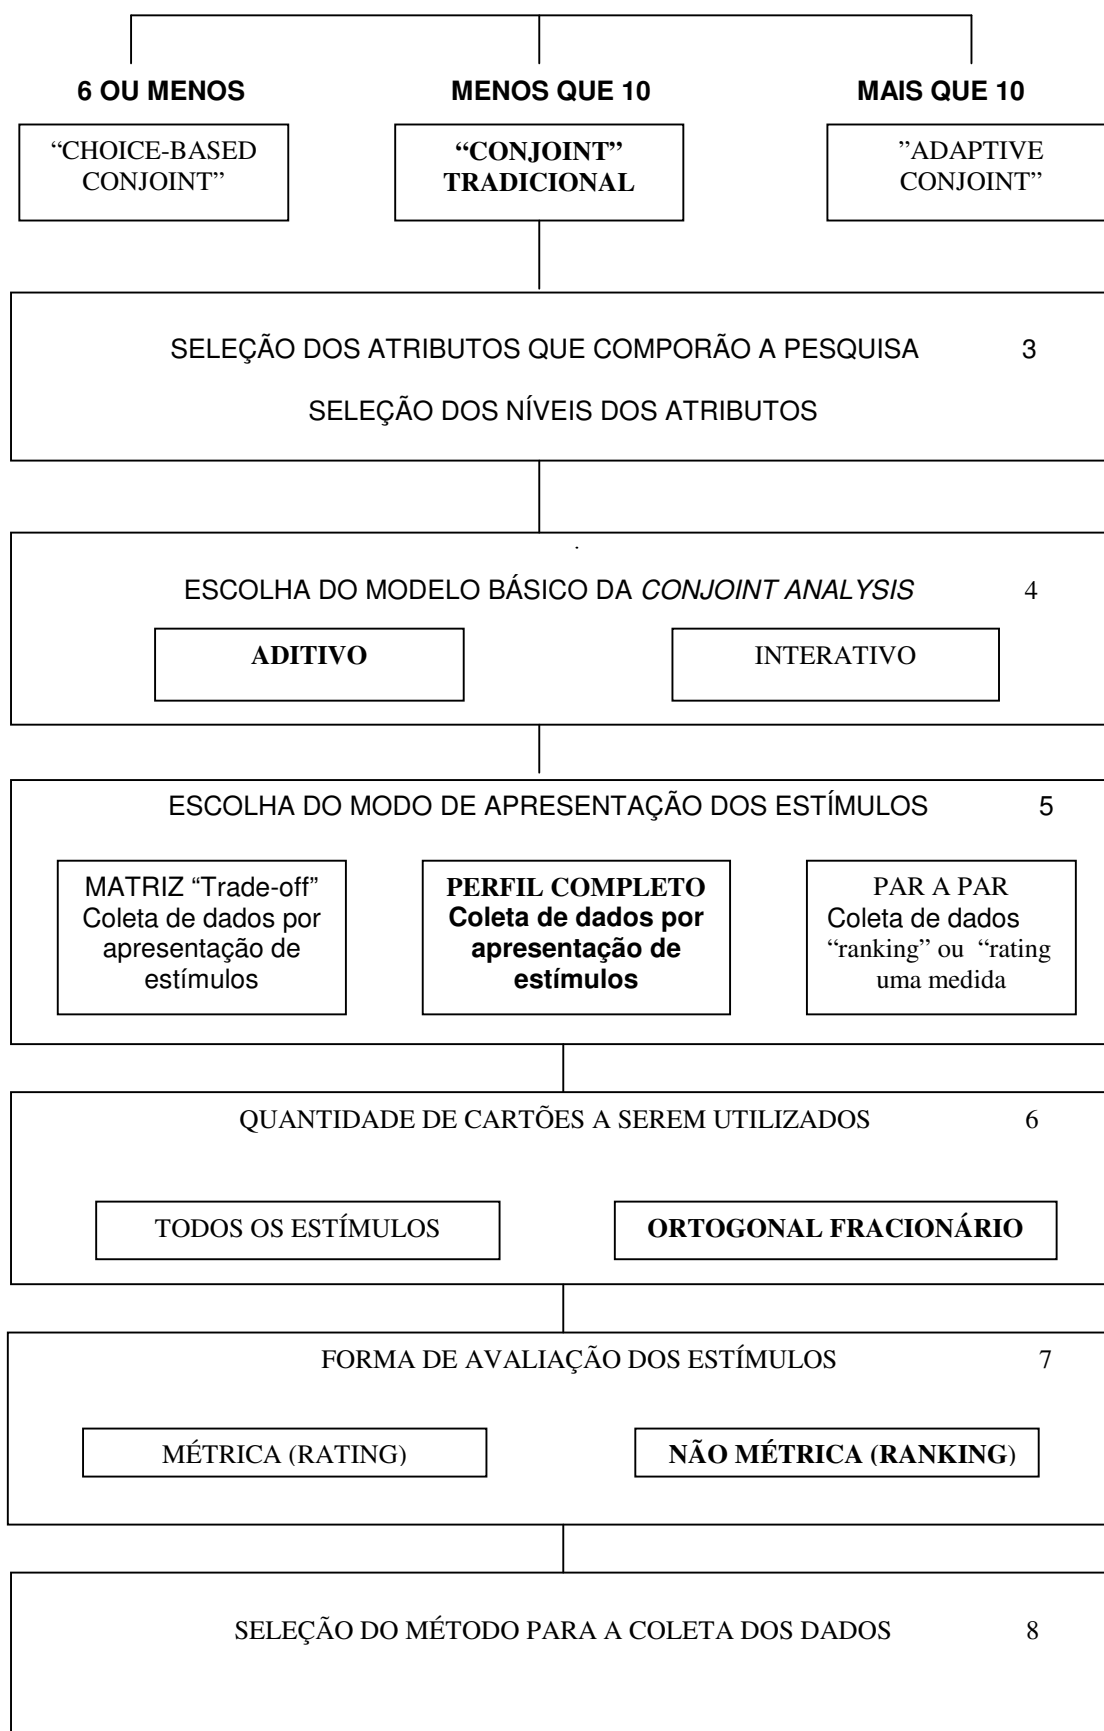 6 OU MENOS
MENOS QUE 10
MAIS QUE 10
“CHOICE-BASED
CONJOINT”
“CONJOINT”
TRADICIONAL
”ADAPTIVE
CONJOINT”
SELEÇÃO DOS ATRIBUTOS QUE COMPORÃO A PESQUISA 3
SELEÇÃO DOS NÍVEIS DOS ATRIBUTOS
.
ESCOLHA DO MODELO BÁSICO DA CONJOINT ANALYSIS 4
ADITIVO
INTERATIVO
ESCOLHA DO MODO DE APRESENTAÇÃO DOS ESTÍMULOS 5
MATRIZ “Trade-off”
Coleta de dados por
apresentação de
estímulos
PERFIL COMPLETO
Coleta de dados por
apresentação de
estímulos
PAR A PAR
Coleta de dados
“ranking” ou “rating
uma medida
QUANTIDADE DE CARTÕES A SEREM UTILIZADOS 6
TODOS OS ESTÍMULOS
ORTOGONAL FRACIONÁRIO
FORMA DE AVALIAÇÃO DOS ESTÍMULOS 7
MÉTRICA (RATING)
NÃO MÉTRICA (RANKING)
SELEÇÃO DO MÉTODO PARA A COLETA DOS DADOS 8